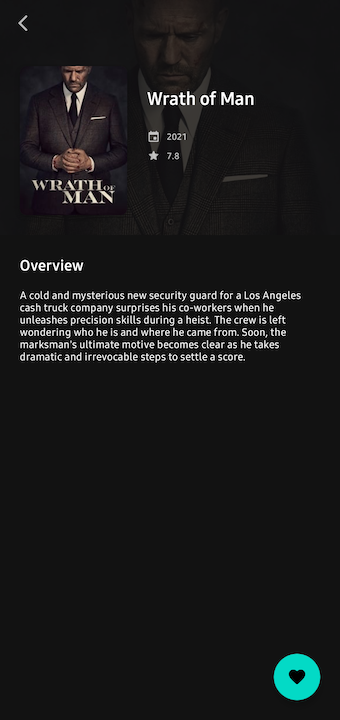 Wrath of Man
2021
7.8
WRATH OF
MAN
Overview
A cold and mysterious new security guard for a Los Angeles
cash truck company surprises his co-workers when he
unleashes precision skills during a heist. The crew is left
wondering who he is and where he came from. Soon, the
marksman's ultimate motive becomes clear as he takes
dramatic and irrevocable steps to settle a score.